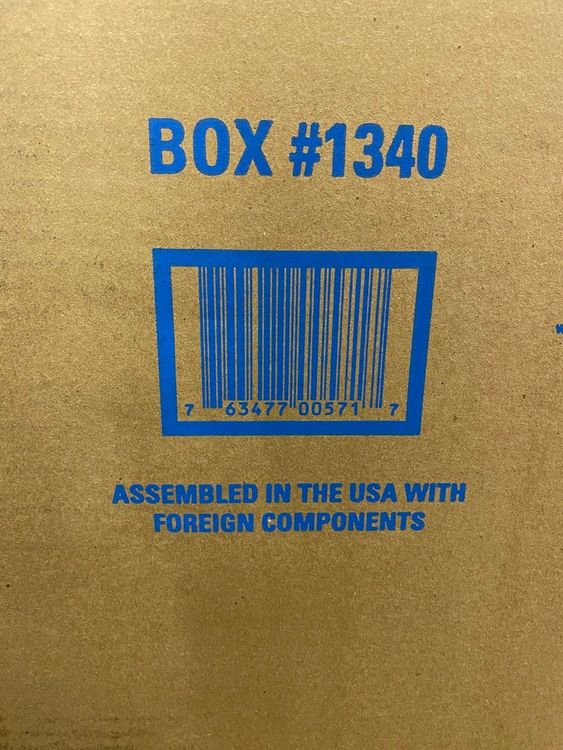 BOX #1340
7 63477 00571 7
ASSEMBLED IN THE USA WITH
FOREIGN COMPONENTS